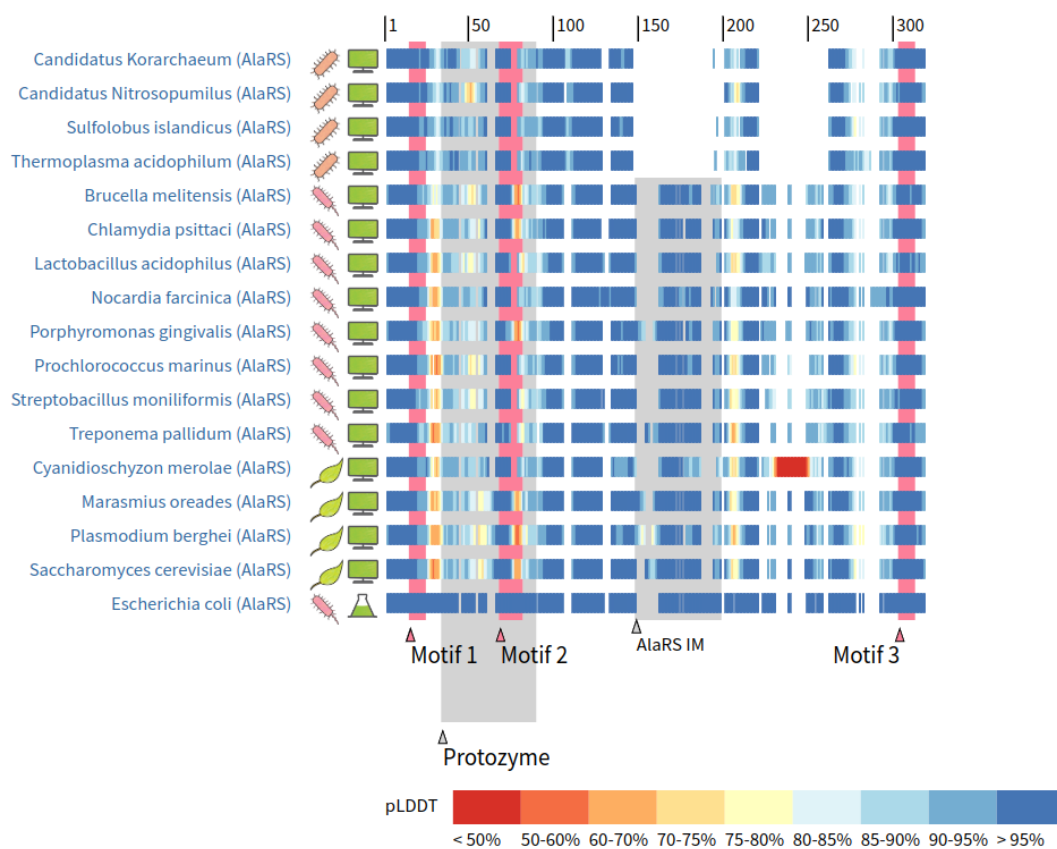 1 50 100 150 200 250 300
Candidatus Korarchaeum (AlaRS)
Candidatus Nitrosopumilus (AlaRS)
Sulfolobus islandicus (AlaRS)
Thermoplasma acidophilum (AlaRS)
Brucella melitensis (AlaRS)
Chlamydia psittaci (AlaRS)
Lactobacillus acidophilus (AlaRS)
Nocardia farcinica (AlaRS)
Porphyromonas gingivalis (AlaRS)
Prochlorococcus marinus (AlaRS)
Streptobacillus moniliformis (AlaRS)
Treponema pallidum (AlaRS)
Cyanidioschyzon merolae (AlaRS)
Marasmius oreades (AlaRS)
Plasmodium berghei (AlaRS)
Saccharomyces cerevisiae (AlaRS)
Escherichia coli (AlaRS)
Motif 1 Motif 2 AlaRS IM Motif 3
Protozyme
pLDDT
< 50% 50-60% 60-70% 70-75% 75-80% 80-85% 85-90% 90-95% > 95%